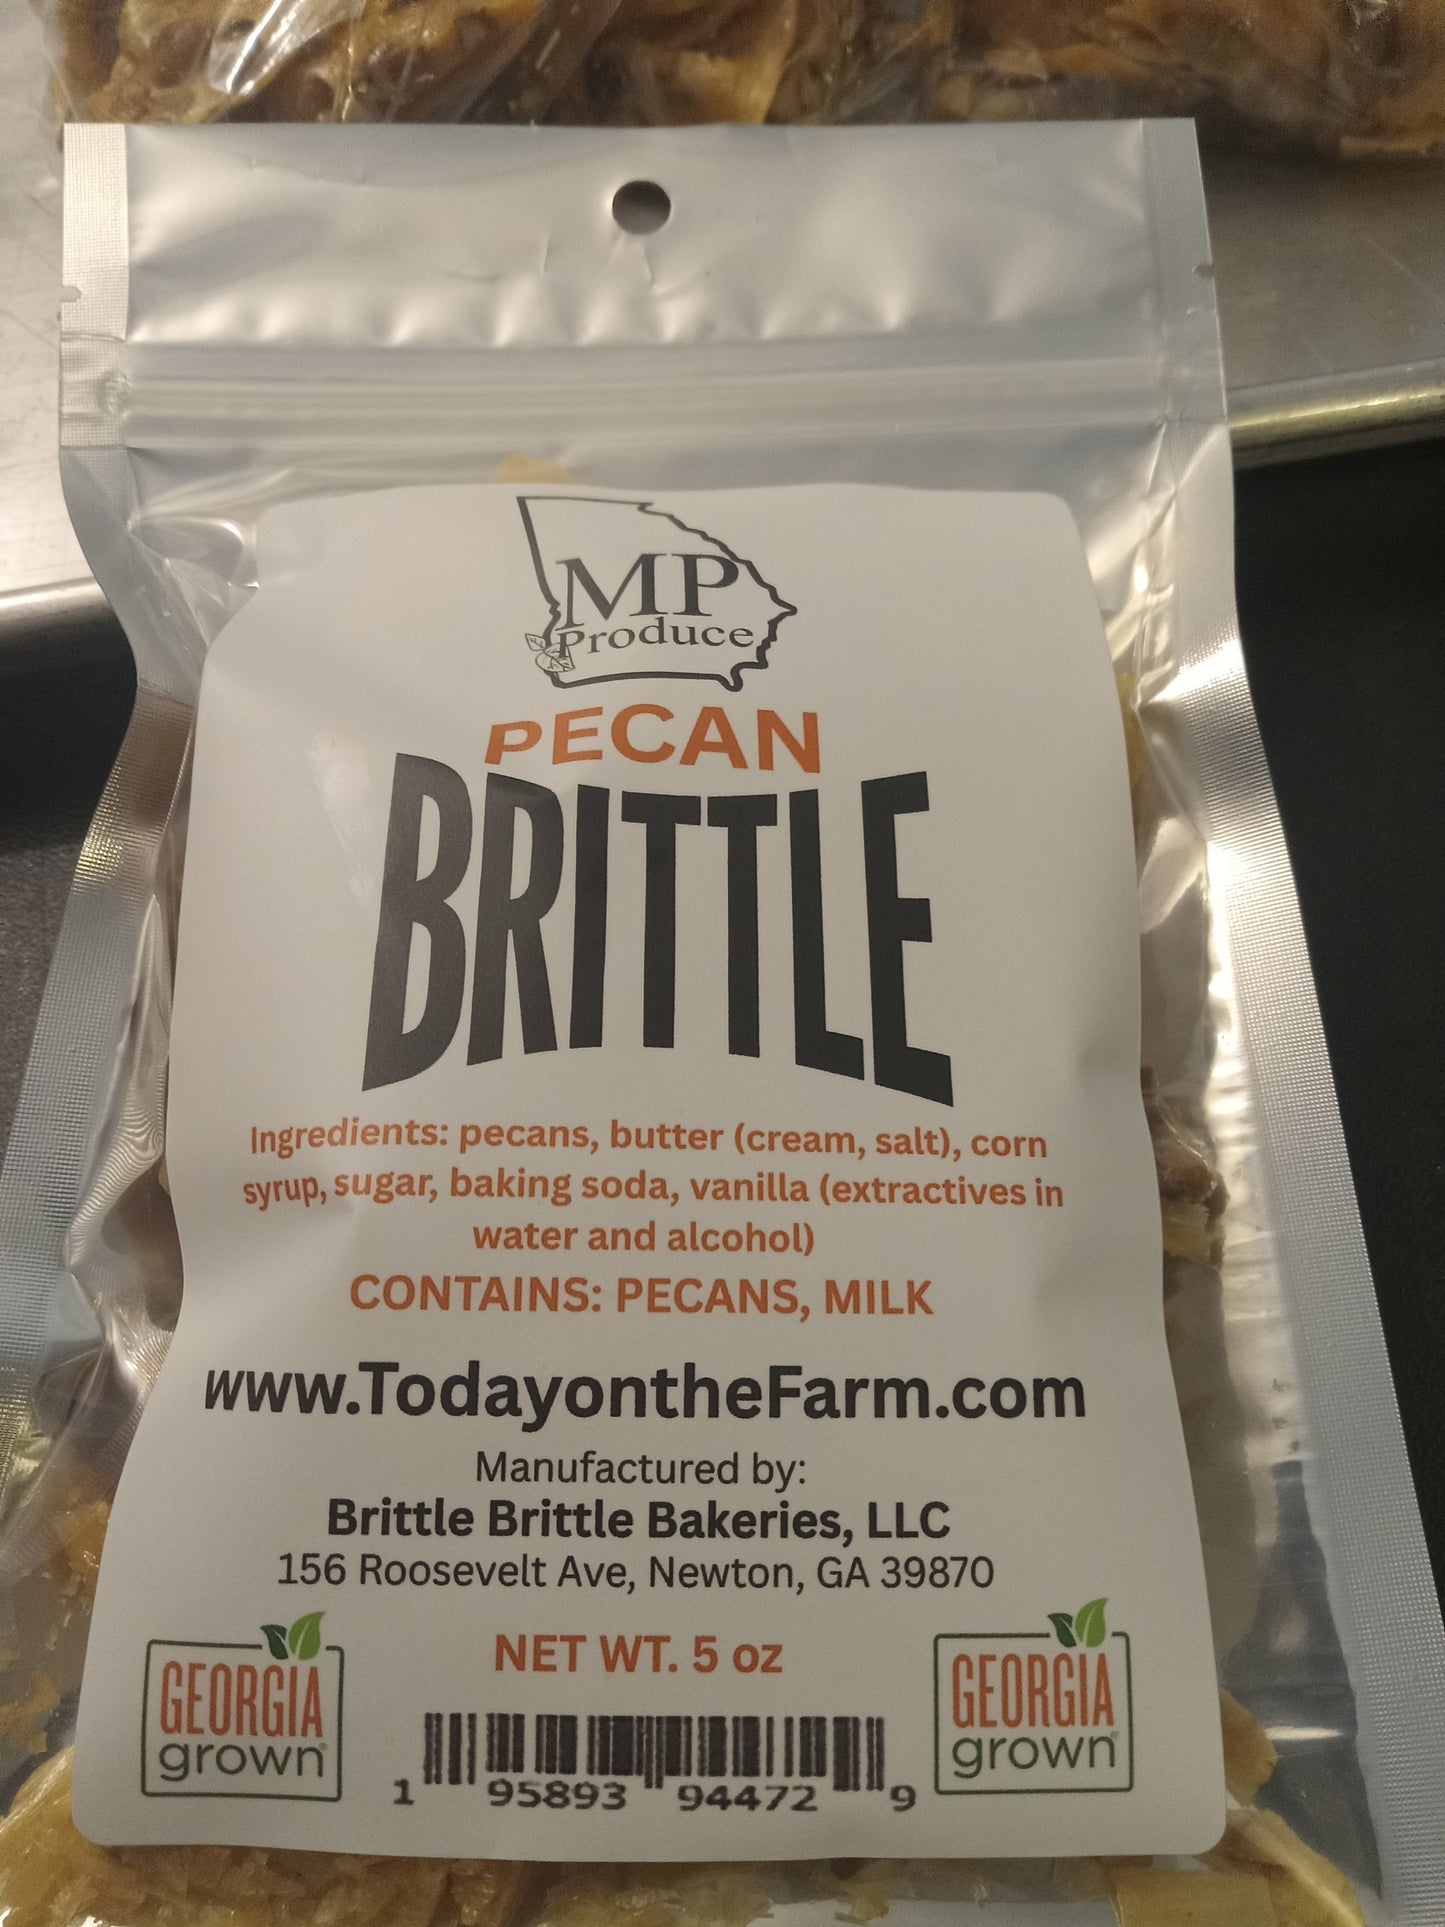 MP
Produce
PECAN
BRITTLE
Ingredients: pecans, butter (cream, salt), corn
syrup, sugar, baking soda, vanilla (extractives in
water and alcohol)
CONTAINS: PECANS, MILK
www.TodayontheFarm.com
Manufactured by:
Brittle Brittle Bakeries, LLC
156 Roosevelt Ave, Newton, GA 39870
NET WT. 5 oz
GEORGIA
grown®
GEORGIA
grown®
1 95893 94472 9